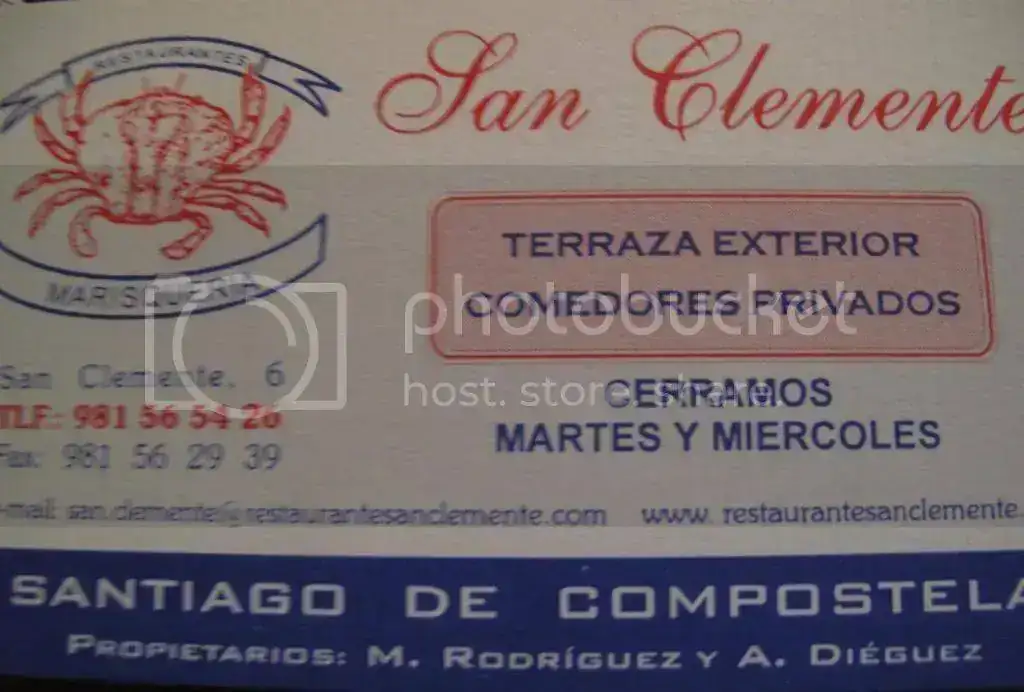 RESTAURANTES
San Clemente
MARISQUERIA
TERRAZA EXTERIOR
COMEDORES PRIVADOS
CERRAMOS
MARTES Y MIERCOLES
San Clemente, 6
TLF.: 981 56 54 26
Fax: 981 56 29 39
-mail: san.clemente@restaurantesanclemente.com www.restaurantesanclemente.
SANTIAGO DE COMPOSTELA
PROPIETARIOS: M. RODRÍGUEZ Y A. DIÉGUEZ
photobucket
host. store. share.